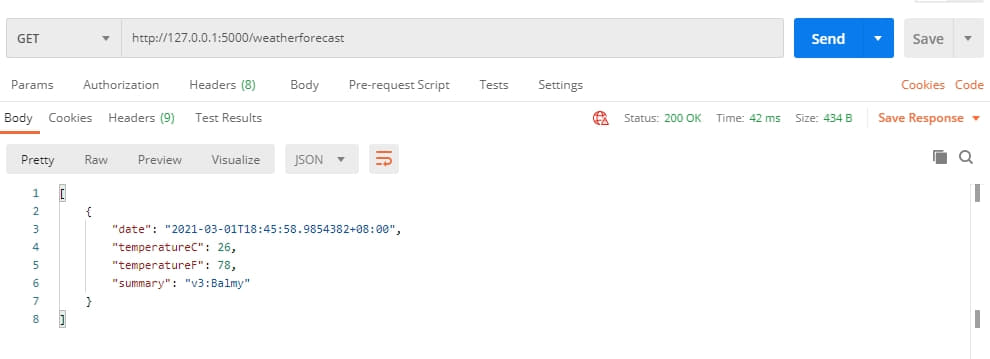 GET http://127.0.0.1:5000/weatherforecast Send Save
Params Authorization Headers (8) Body Pre-request Script Tests Settings Cookies Code
Body Cookies Headers (9) Test Results Status: 200 OK Time: 42 ms Size: 434 B Save Response
Pretty Raw Preview Visualize JSON
1 [
2 {
3 "date": "2021-03-01T18:45:58.9854382+08:00",
4 "temperatureC": 26,
5 "temperatureF": 78,
6 "summary": "v3:Balmy"
7 }
8 ]